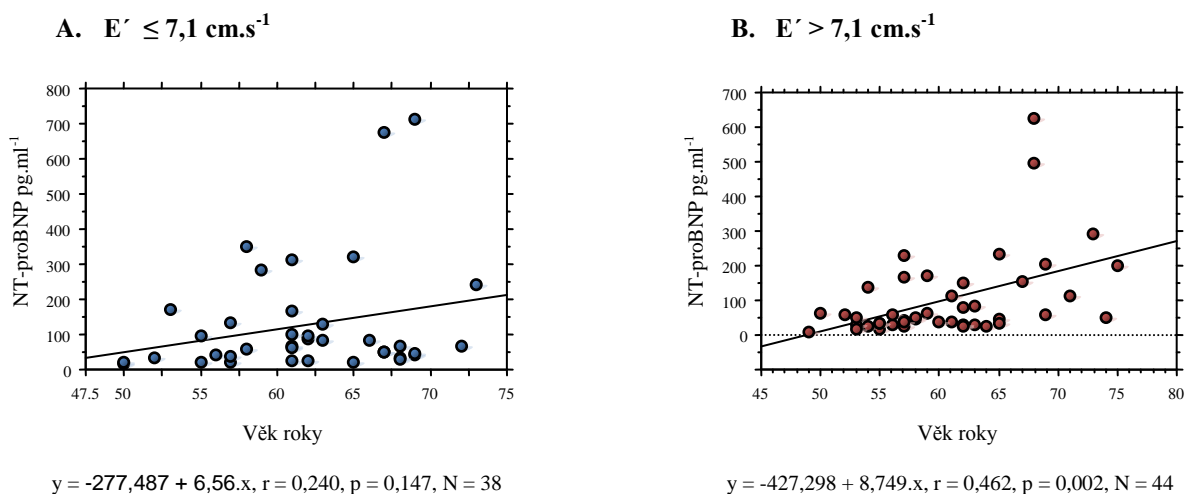 A. E´ ≤ 7,1 cm.s-1
B. E´ > 7,1 cm.s-1
NT-proBNP pg.ml-1
800
700
600
500
400
300
200
100
0
47.5 50 55 60 65 70 75
Věk roky
y = -277,487 + 6,56.x, r = 0,240, p = 0,147, N = 38
NT-proBNP pg.ml-1
700
600
500
400
300
200
100
0
45 50 55 60 65 70 75 80
Věk roky
y = -427,298 + 8,749.x, r = 0,462, p = 0,002, N = 44